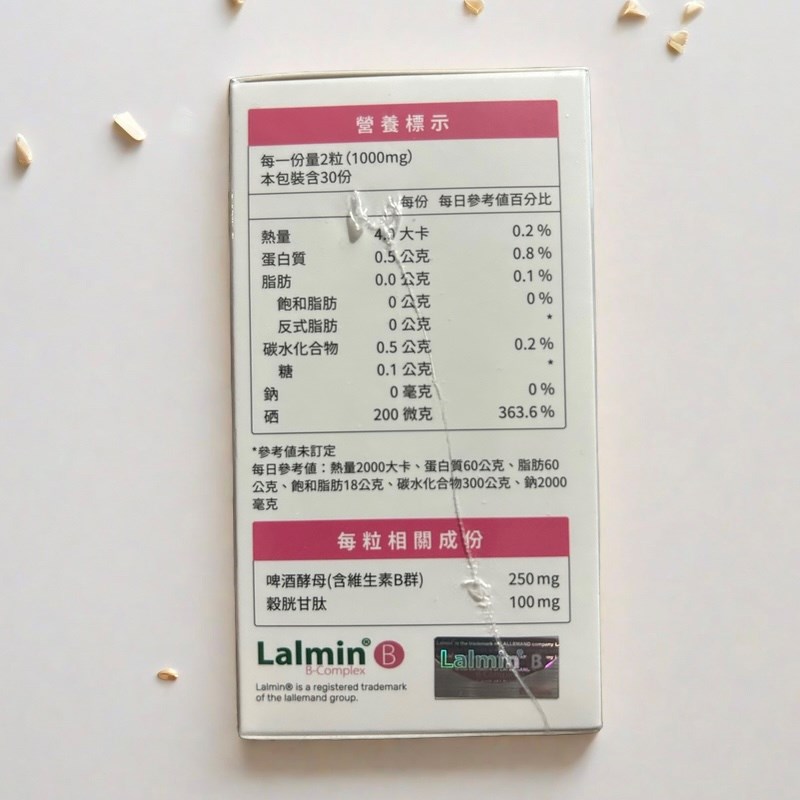 營養標示
每一份量2粒(1000mg)
本包裝含30份
每份 每日參考值百分比
熱量 4.0 大卡 0.2 %
蛋白質 0.5 公克 0.8 %
脂肪 0.0 公克 0.1 %
飽和脂肪 0 公克 0 %
反式脂肪 0 公克 *
碳水化合物 0.5 公克 0.2 %
糖 0.1 公克 *
鈉 0 毫克 0 %
硒 200 微克 363.6 %
*參考值未訂定
每日參考值：熱量2000大卡、蛋白質60公克、脂肪60
公克、飽和脂肪18公克、碳水化合物300公克、鈉2000
毫克
每粒相關成份
啤酒酵母(含維生素B群) 250 mg
穀胱甘肽 100 mg
Lalmin® B
B-Complex
Lalmin® is a registered trademark
of the lallemand group.
Lalmin® B